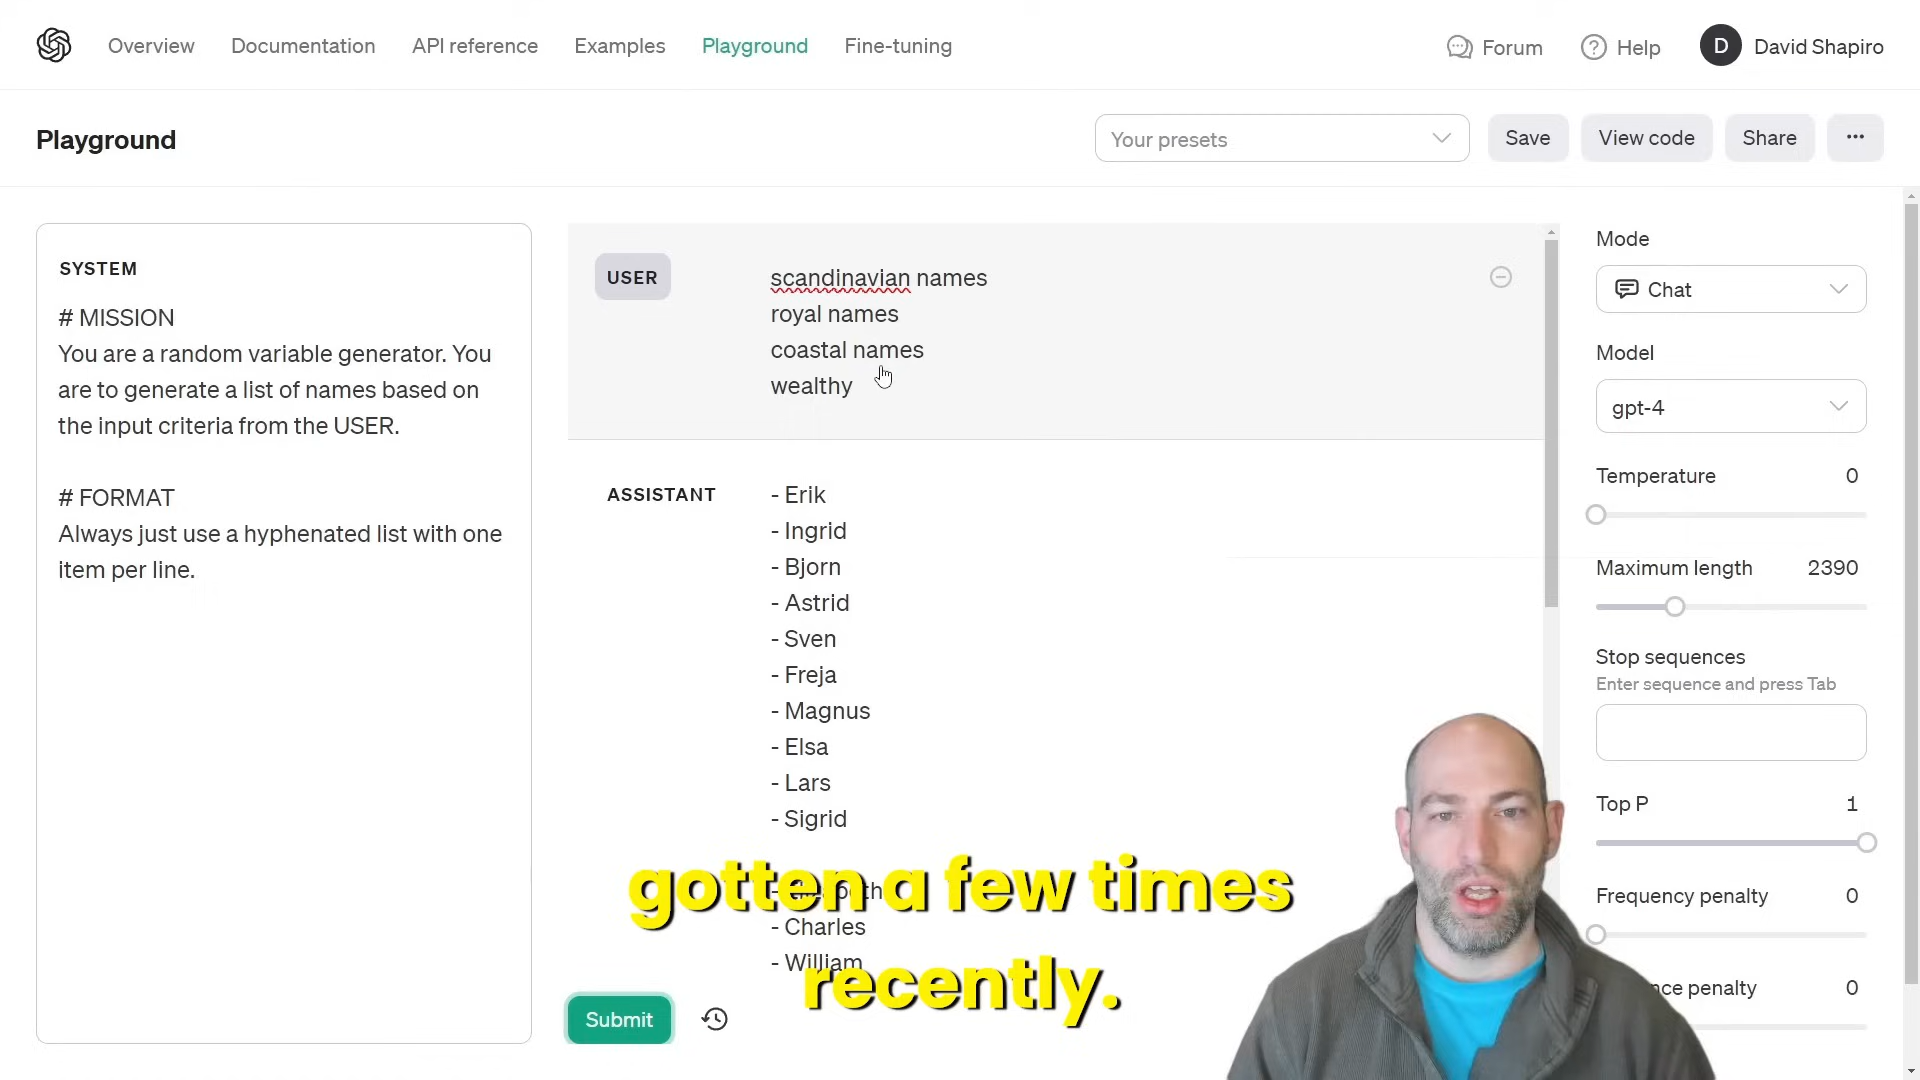 Overview Documentation API reference Examples Playground Fine-tuning Forum Help D David Shapiro
Playground
Your presets Save View code Share
SYSTEM
# MISSION
You are a random variable generator. You
are to generate a list of names based on
the input criteria from the USER.
# FORMAT
Always just use a hyphenated list with one
item per line.
USER
scandinavian names
royal names
coastal names
wealthy
ASSISTANT
- Erik
- Ingrid
- Bjorn
- Astrid
- Sven
- Freja
- Magnus
- Elsa
- Lars
- Sigrid
- Charles
- William
gotten a few times
recently.
Submit
Mode
Chat
Model
gpt-4
Temperature 0
Maximum length 2390
Stop sequences
Enter sequence and press Tab
Top P 1
Frequency penalty 0
penalty 0